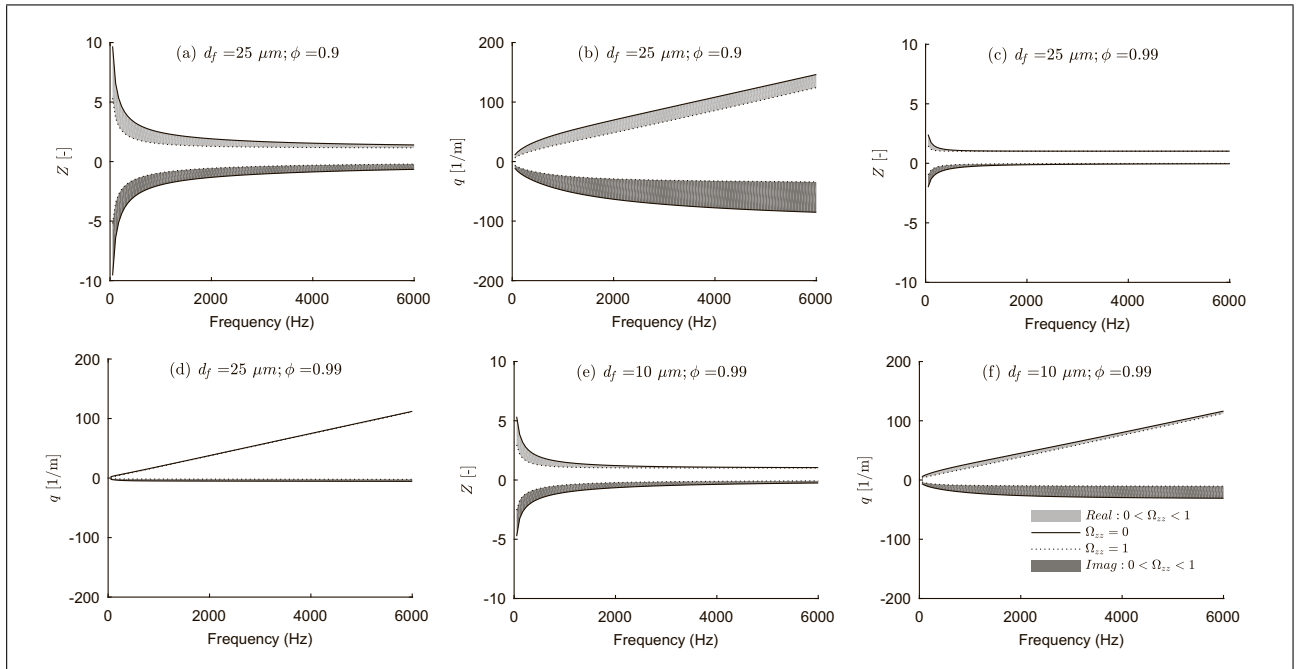 (a) d_f =25 μm; ϕ =0.9
10
5
0
-5
-10
Z [-]
0 2000 4000 6000
Frequency (Hz)
(b) d_f =25 μm; ϕ =0.9
200
100
0
-100
-200
q [1/m]
0 2000 4000 6000
Frequency (Hz)
(c) d_f =25 μm; ϕ =0.99
10
5
0
-5
-10
Z [-]
0 2000 4000 6000
Frequency (Hz)
(d) d_f =25 μm; ϕ =0.99
200
100
0
-100
-200
q [1/m]
0 2000 4000 6000
Frequency (Hz)
(e) d_f =10 μm; ϕ =0.99
10
5
0
-5
-10
Z [-]
0 2000 4000 6000
Frequency (Hz)
(f) d_f =10 μm; ϕ =0.99
200
100
0
-100
-200
q [1/m]
0 2000 4000 6000
Frequency (Hz)
Real : 0 < Ω_zz < 1
Ω_zz = 0
Ω_zz = 1
Imag : 0 < Ω_zz < 1